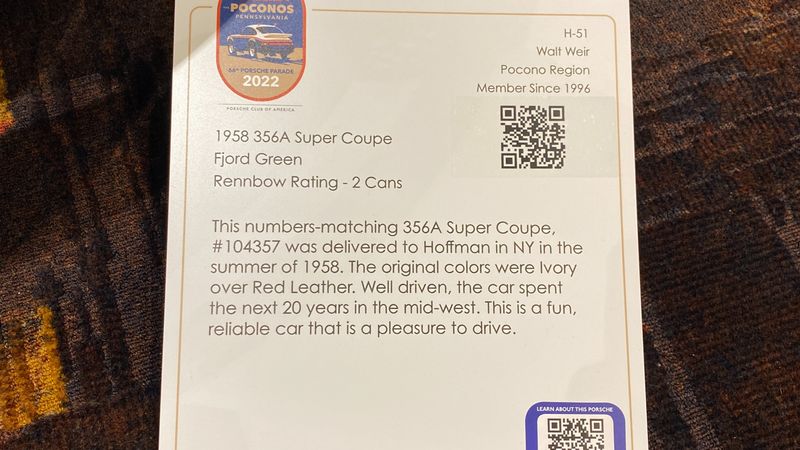 POCONOS
PENNSYLVANIA
66th PORSCHE PARADE
2022
PORSCHE CLUB OF AMERICA
H-51
Walt Weir
Pocono Region
Member Since 1996
1958 356A Super Coupe
Fjord Green
Rennbow Rating - 2 Cans
This numbers-matching 356A Super Coupe,
#104357 was delivered to Hoffman in NY in the
summer of 1958. The original colors were Ivory
over Red Leather. Well driven, the car spent
the next 20 years in the mid-west. This is a fun,
reliable car that is a pleasure to drive.
LEARN ABOUT THIS PORSCHE